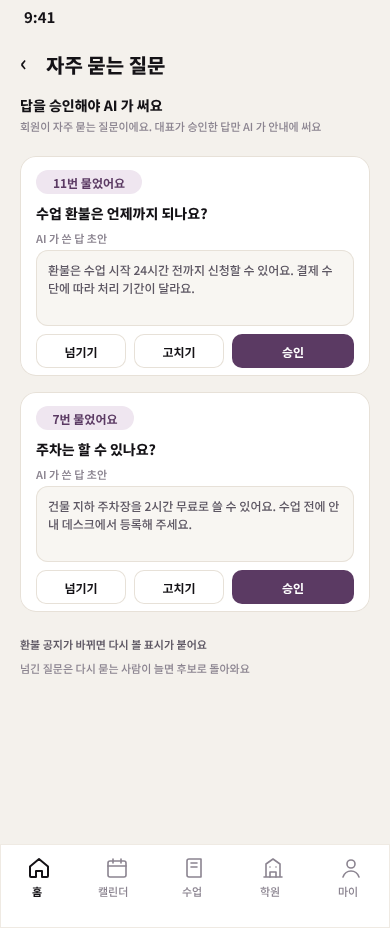 9:41
자주 묻는 질문
답을 승인해야 AI 가 써요
회원이 자주 묻는 질문이에요. 대표가 승인한 답만 AI 가 안내에 써요
11번 물었어요
수업 환불은 언제까지 되나요?
AI 가 쓴 답 초안
환불은 수업 시작 24시간 전까지 신청할 수 있어요. 결제 수
단에 따라 처리 기간이 달라요.
넘기기 고치기 승인
7번 물었어요
주차는 할 수 있나요?
AI 가 쓴 답 초안
건물 지하 주차장을 2시간 무료로 쓸 수 있어요. 수업 전에 안
내 데스크에서 등록해 주세요.
넘기기 고치기 승인
환불 공지가 바뀌면 다시 볼 표시가 붙어요
넘긴 질문은 다시 묻는 사람이 늘면 후보로 돌아와요
홈 캘린더 수업 학원 마이